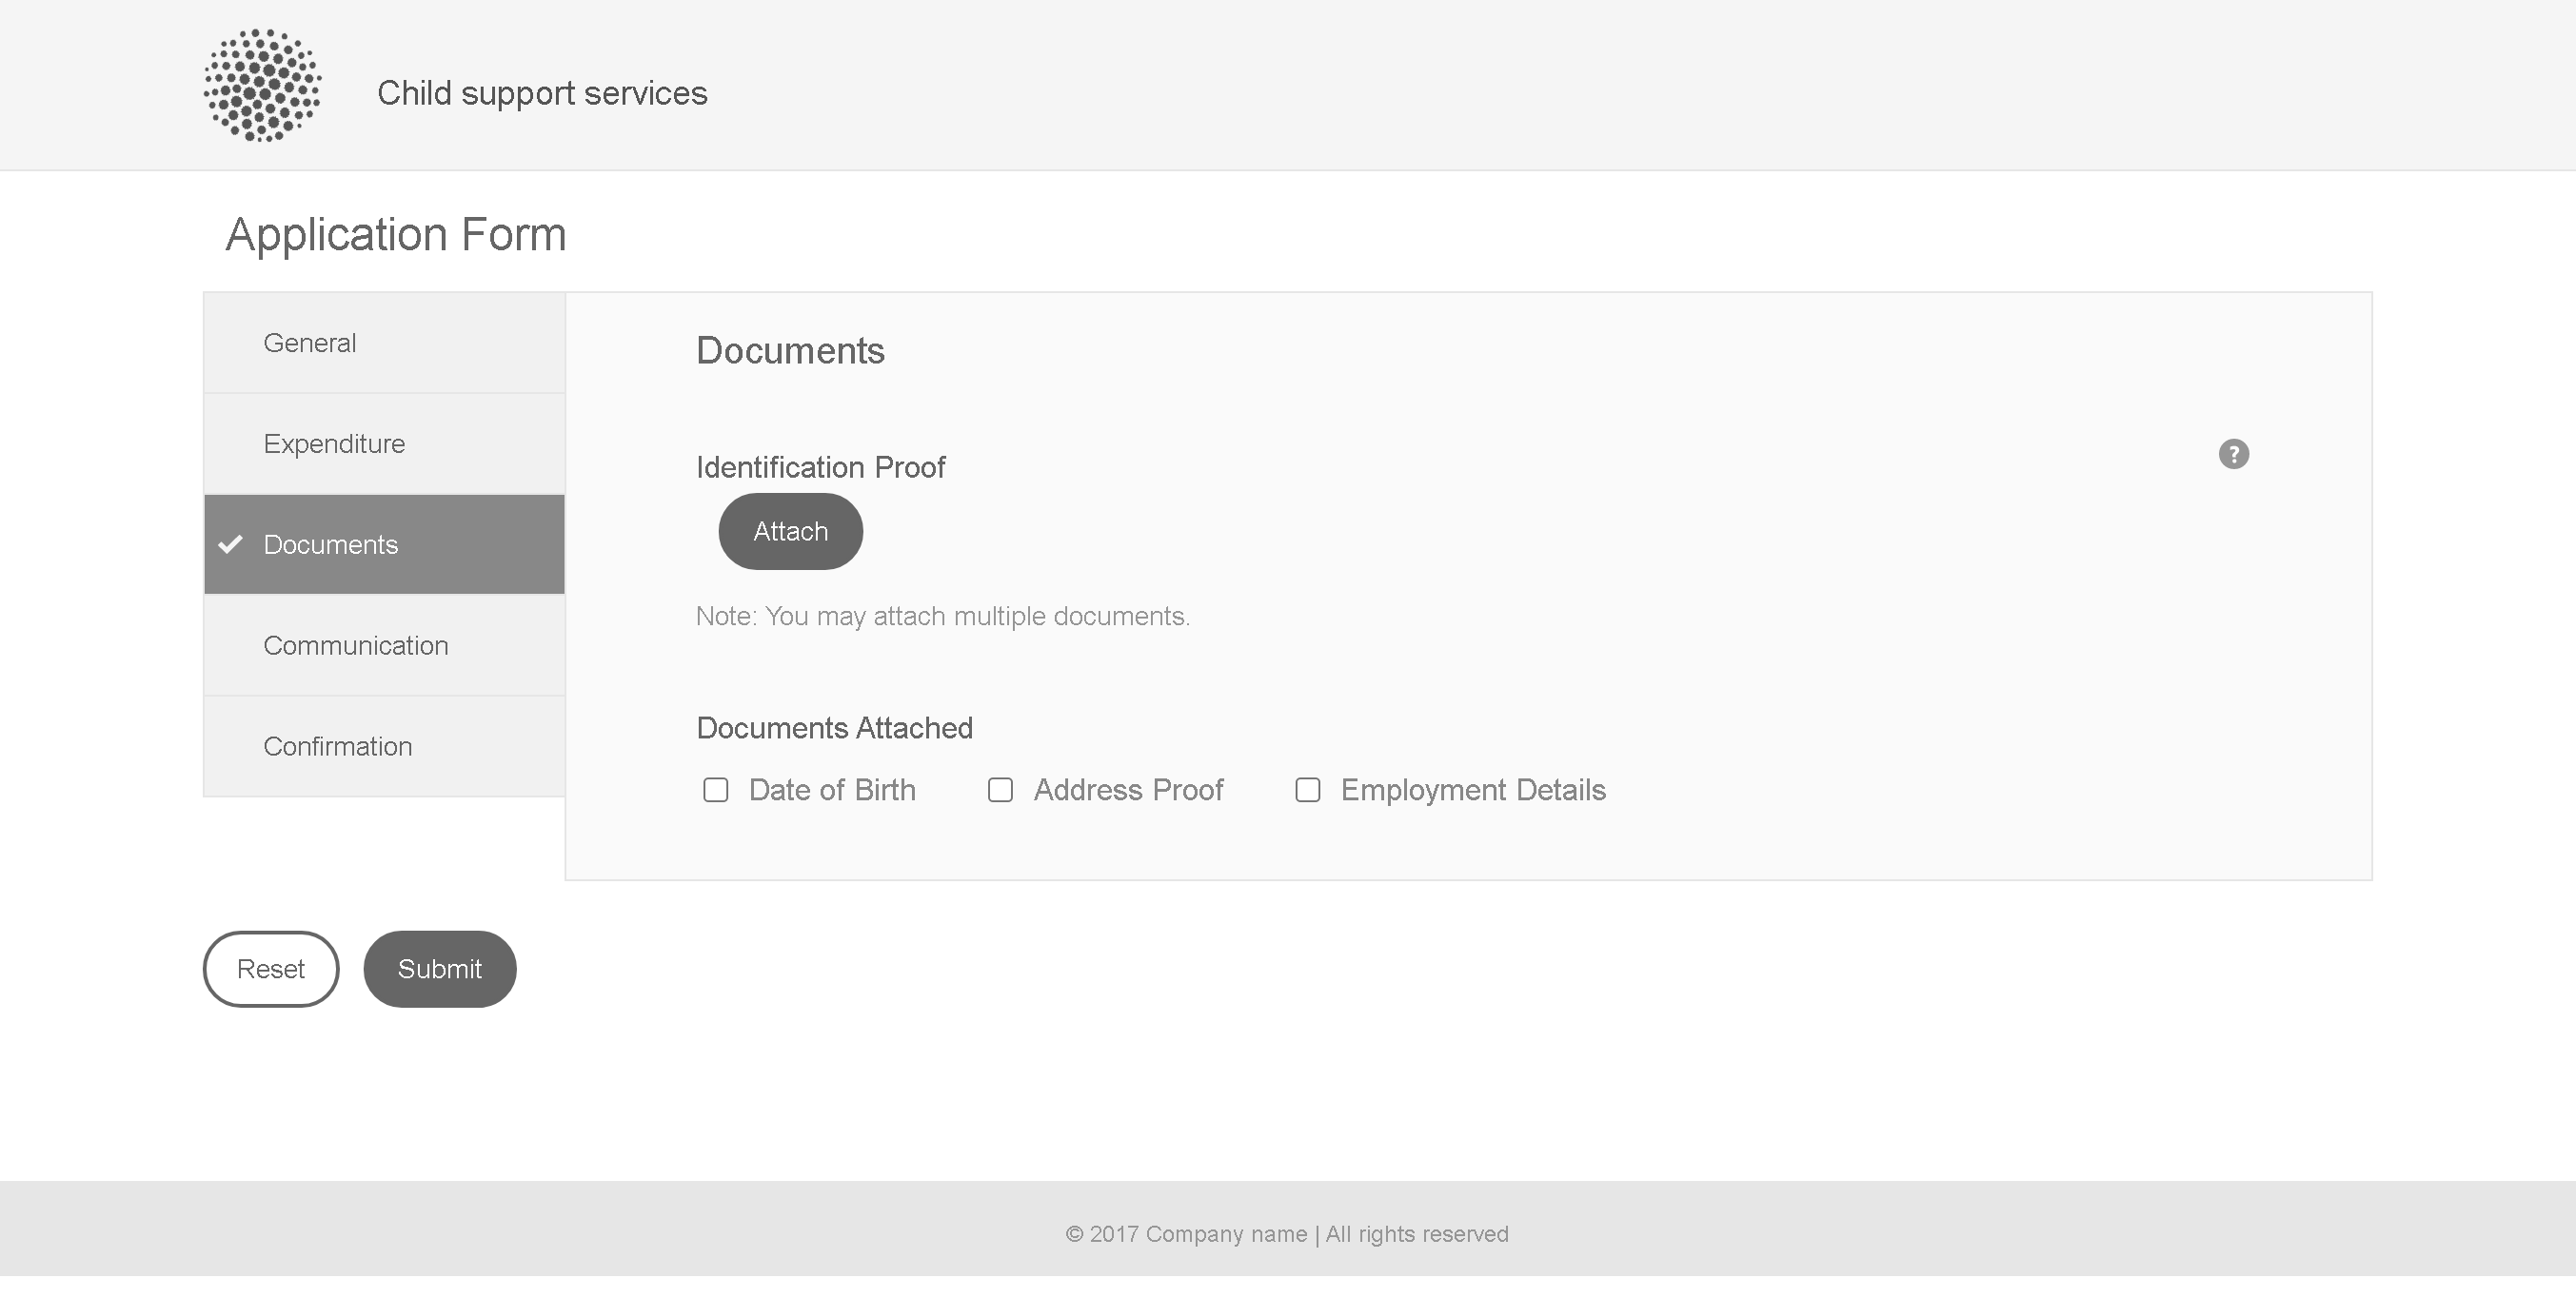 Child support services
Application Form
General
Expenditure
Documents
Communication
Confirmation
Documents
Identification Proof
?
Attach
Note: You may attach multiple documents.
Documents Attached
Date of Birth Address Proof Employment Details
Reset Submit
© 2017 Company name | All rights reserved